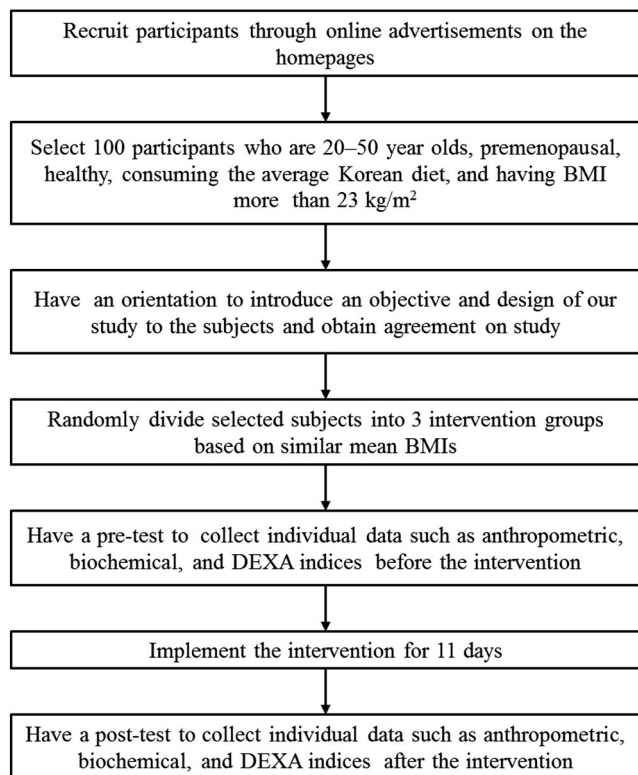 Recruit participants through online advertisements on the
homepages
Select 100 participants who are 20–50 year olds, premenopausal,
healthy, consuming the average Korean diet, and having BMI
more than 23 kg/m²
Have an orientation to introduce an objective and design of our
study to the subjects and obtain agreement on study
Randomly divide selected subjects into 3 intervention groups
based on similar mean BMIs
Have a pre-test to collect individual data such as anthropometric,
biochemical, and DEXA indices before the intervention
Implement the intervention for 11 days
Have a post-test to collect individual data such as anthropometric,
biochemical, and DEXA indices after the intervention